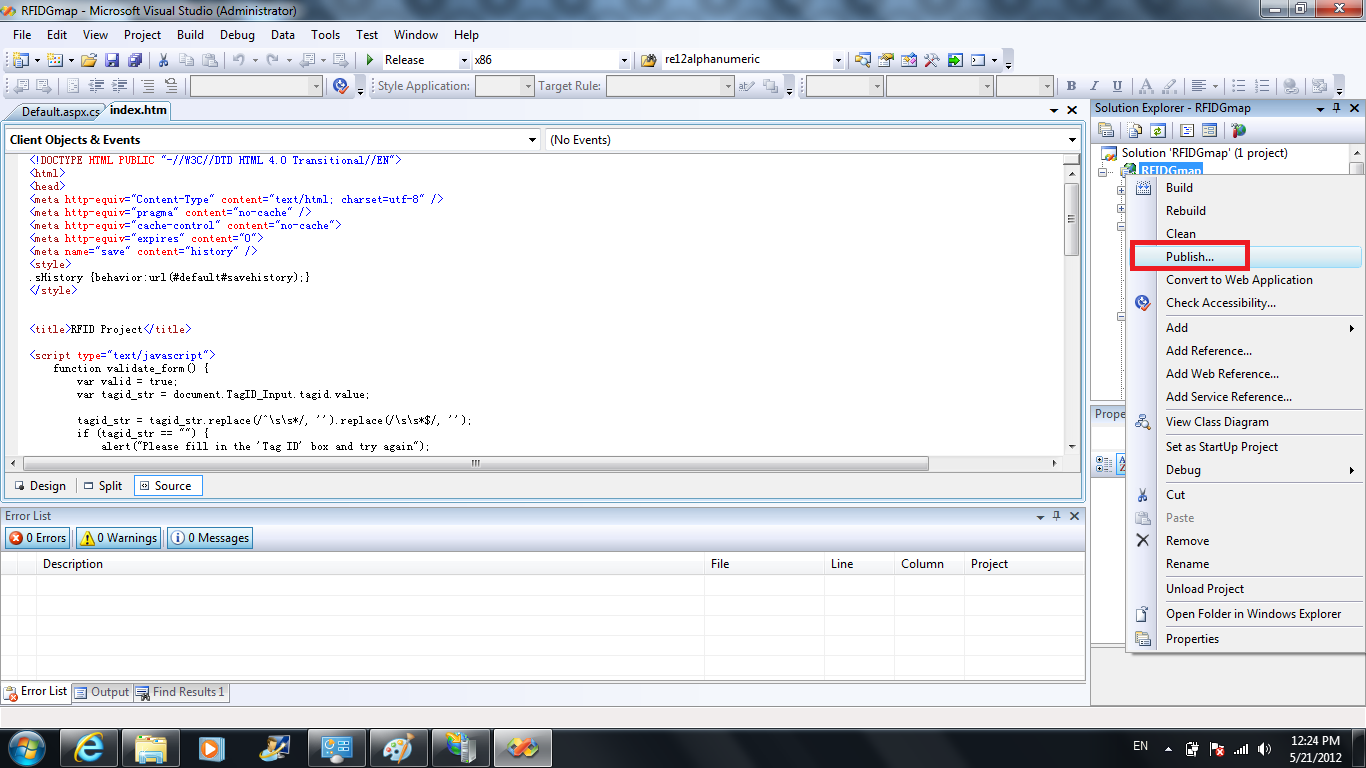 RFIDGmap - Microsoft Visual Studio (Administrator)
File Edit View Project Build Debug Data Tools Test Window Help
Release x86 re12alphanumeric
Style Application: Target Rule:
Default.aspx.cs index.htm
Client Objects & Events (No Events)
<!DOCTYPE HTML PUBLIC "-//W3C//DTD HTML 4.0 Transitional//EN">
<html>
<head>
<meta http-equiv="Content-Type" content="text/html; charset=utf-8" />
<meta http-equiv="pragma" content="no-cache" />
<meta http-equiv="cache-control" content="no-cache">
<meta http-equiv="expires" content="0">
<meta name="save" content="history" />
<style>
.sHistory {behavior:url(#default#savehistory);}
</style>
<title>RFID Project</title>
<script type="text/javascript">
function validate_form() {
var valid = true;
var tagid_str = document.TagID_Input.tagid.value;
tagid_str = tagid_str.replace(/^\s\s*/, '').replace(/\s\s*$/, '');
if (tagid_str == "") {
alert("Please fill in the 'Tag ID' box and try again");
Design Split Source
Error List
0 Errors 0 Warnings 0 Messages
Description File Line Column Project
Error List Output Find Results 1
Solution Explorer - RFIDGmap
Solution 'RFIDGmap' (1 project)
RFIDGmap
Build
Rebuild
Clean
Publish...
Convert to Web Application
Check Accessibility...
Add
Add Reference...
Add Web Reference...
Add Service Reference...
View Class Diagram
Set as StartUp Project
Debug
Cut
Paste
Remove
Rename
Unload Project
Open Folder in Windows Explorer
Properties
EN
12:24 PM
5/21/2012